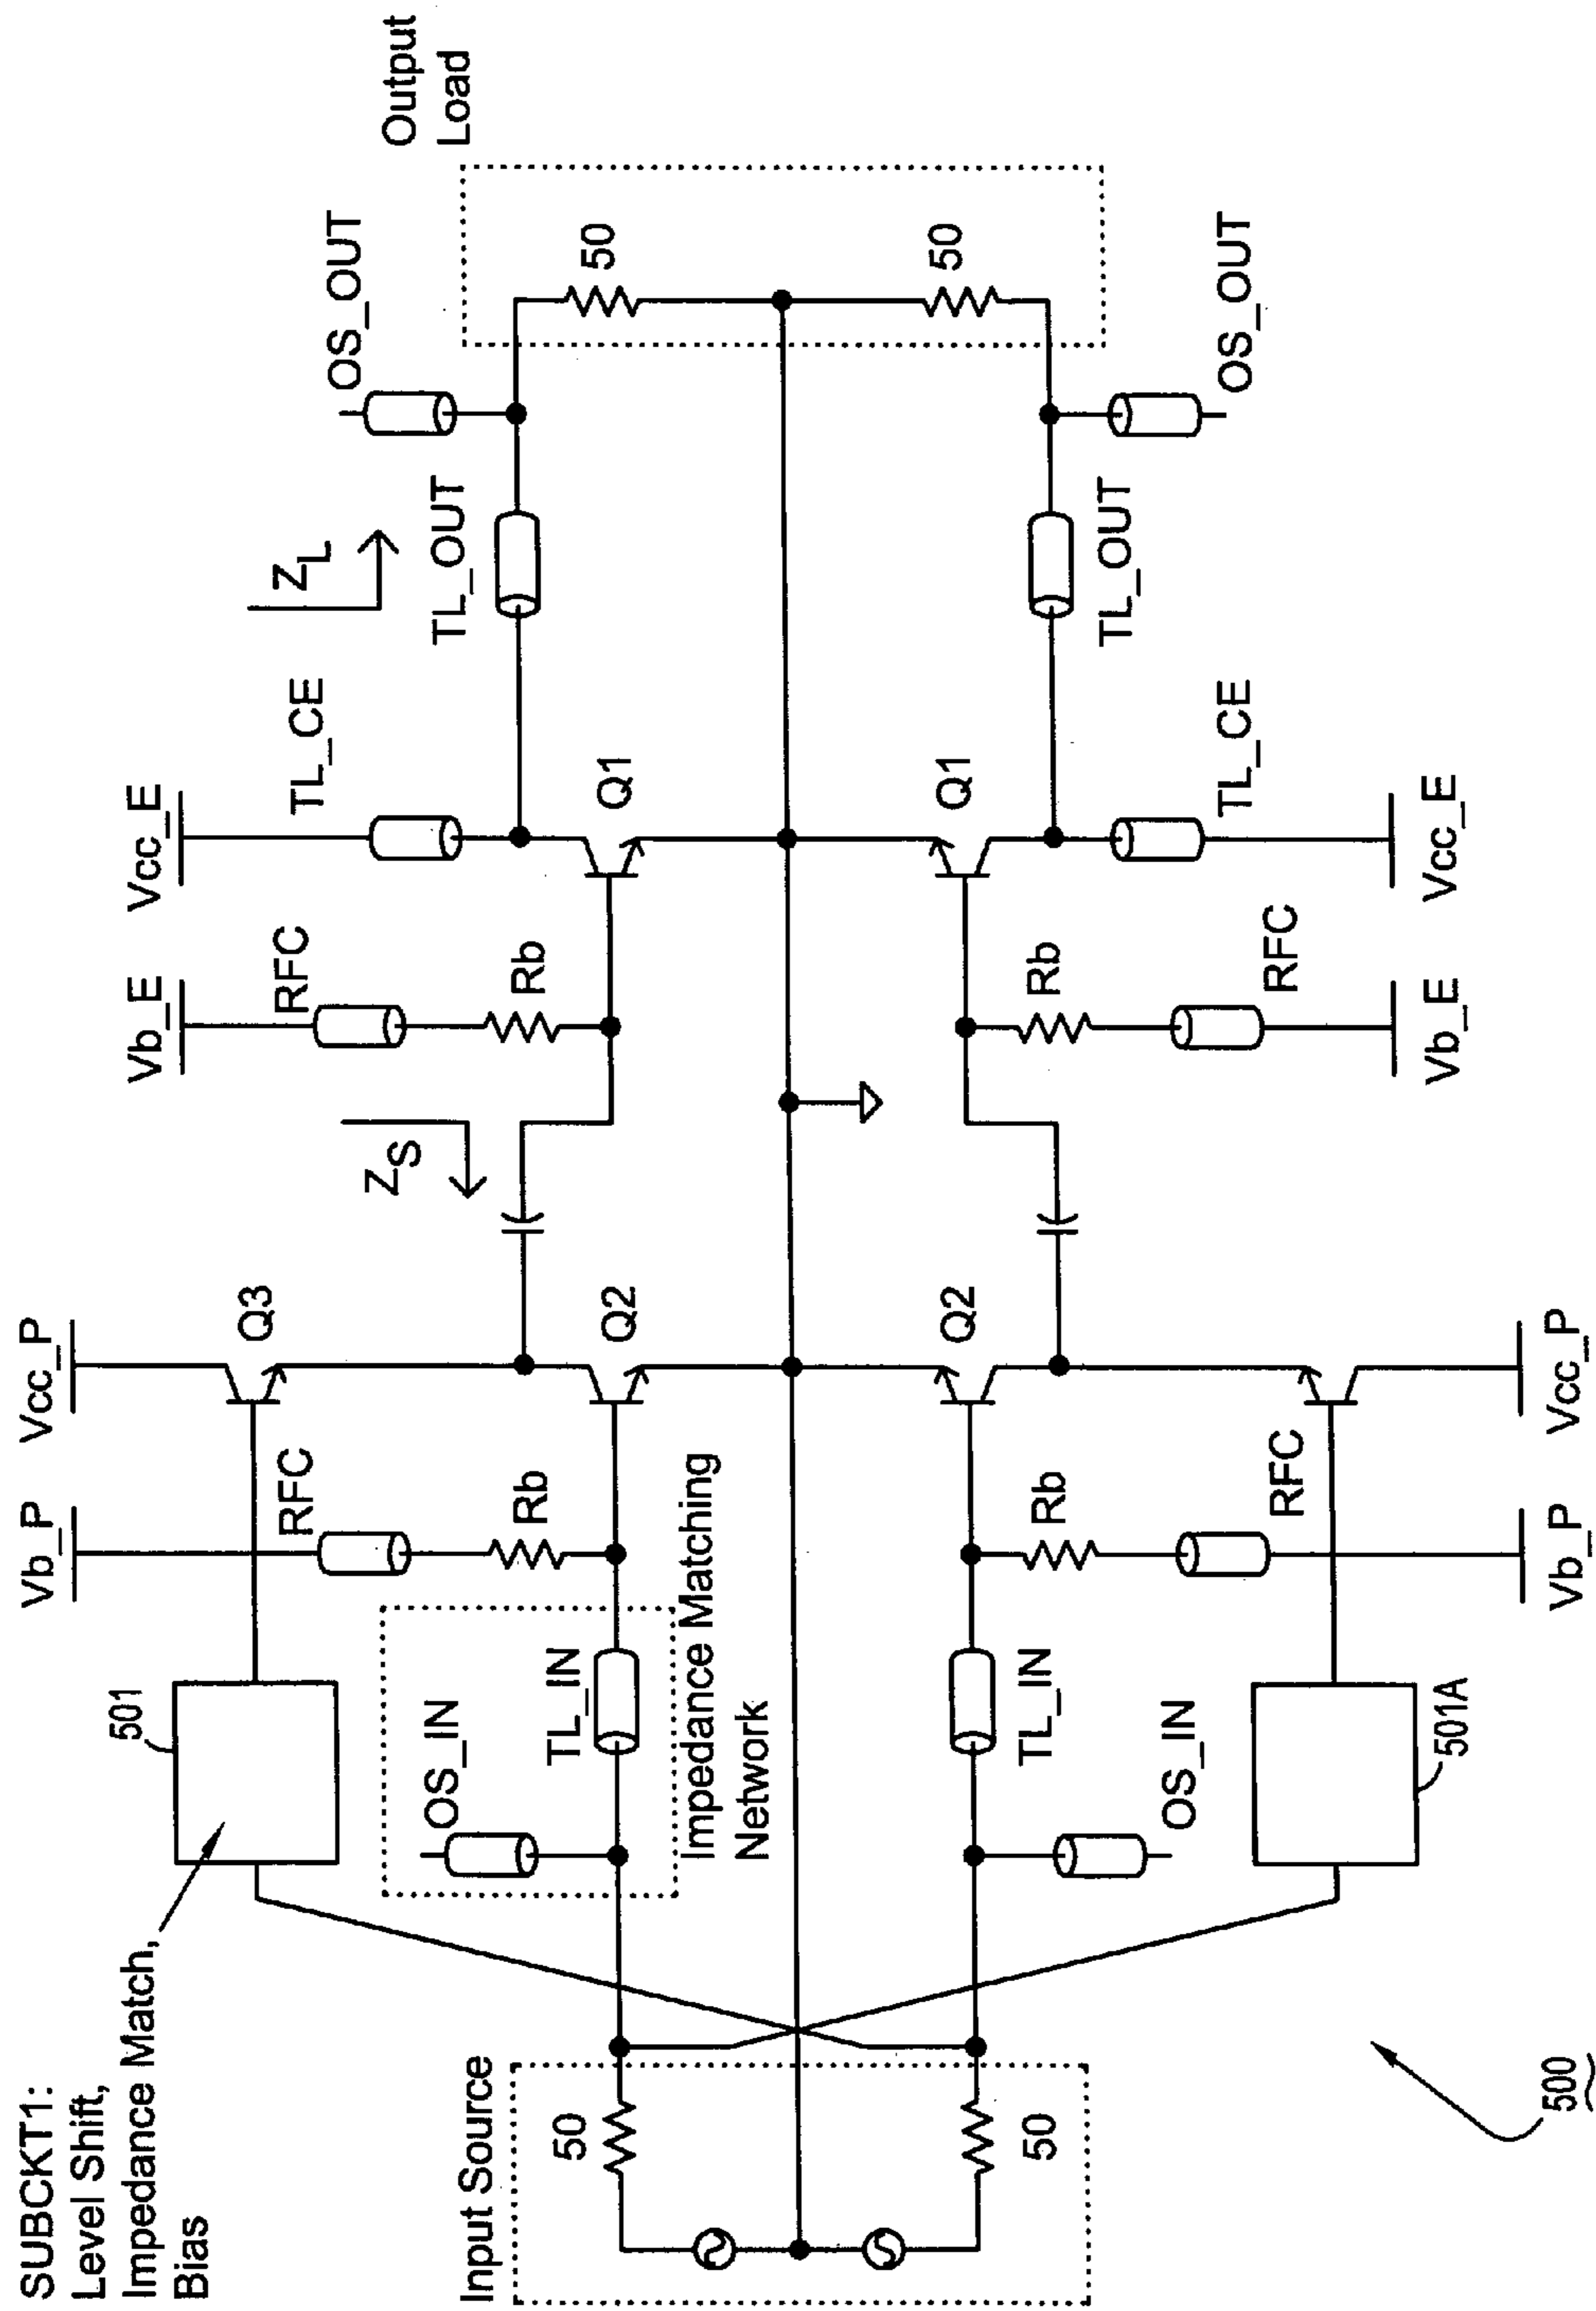 SUBCKT1:
Level Shift,
Impedance Match,
Bias
501
Vb_P
Vcc_P
Q3
RFC
Rb
Q2
OS_IN
TL_IN
Impedance Matching
Network
Input Source
50
50
Z_S
Vb_E
Vcc_E
RFC
Rb
TL_CE
Q1
Z_L
TL_OUT
OS_OUT
Output
Load
50
50
TL_IN
OS_IN
501A
Rb
RFC
Q2
Vb_P
Vcc_P
Rb
RFC
Vb_E
Q1
TL_CE
Vcc_E
TL_OUT
OS_OUT
500